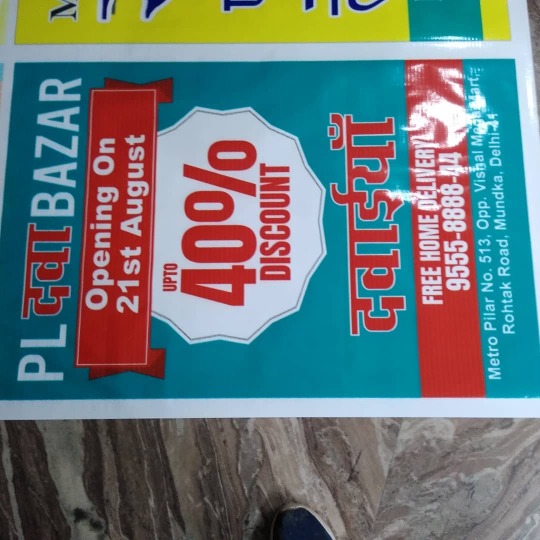 PL दवा BAZAR
Opening On
21st August
UPTO
40%
DISCOUNT
दवाईयाँ
FREE HOME DELIVERY
9555-8888-44
Metro Pilar No. 513, Opp. Vishal Mega Mart,
Rohtak Road, Mundka, Delhi-41